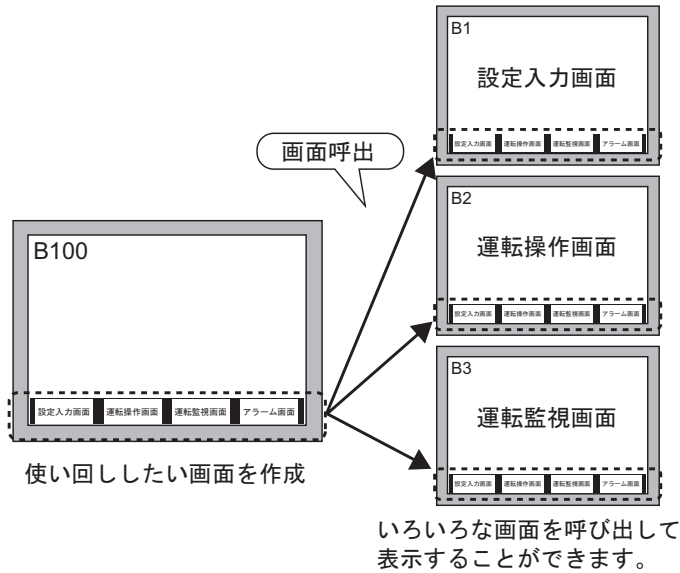 B1
設定入力画面
設定入力画面 運転操作画面 運転監視画面 アラーム画面
画面呼出
B2
運転操作画面
設定入力画面 運転操作画面 運転監視画面 アラーム画面
B100
設定入力画面 運転操作画面 運転監視画面 アラーム画面
使い回ししたい画面を作成
B3
運転監視画面
設定入力画面 運転操作画面 運転監視画面 アラーム画面
いろいろな画面を呼び出して
表示することができます。